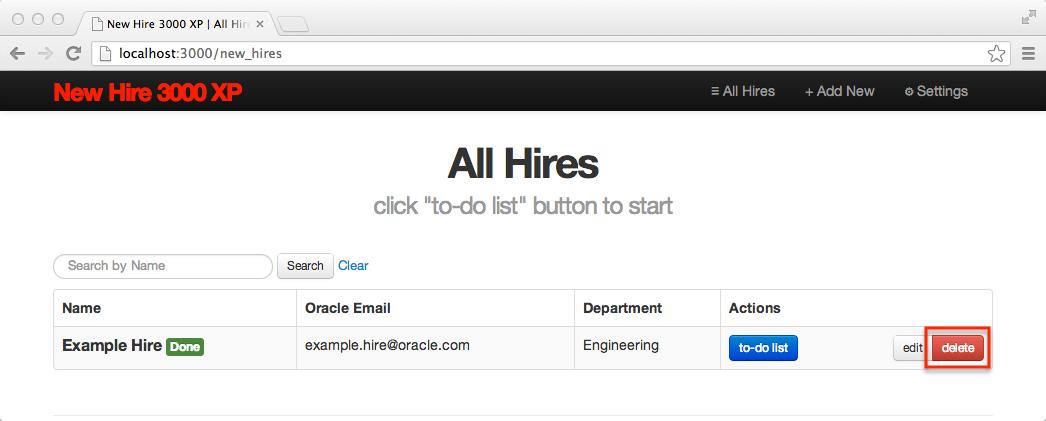 New Hire 3000 XP | All Hir
localhost:3000/new_hires
New Hire 3000 XP
All Hires
+ Add New
Settings
All Hires
click "to-do list" button to start
Search by Name
Search
Clear
Name
Oracle Email
Department
Actions
Example Hire Done
example.hire@oracle.com
Engineering
to-do list
edit
delete